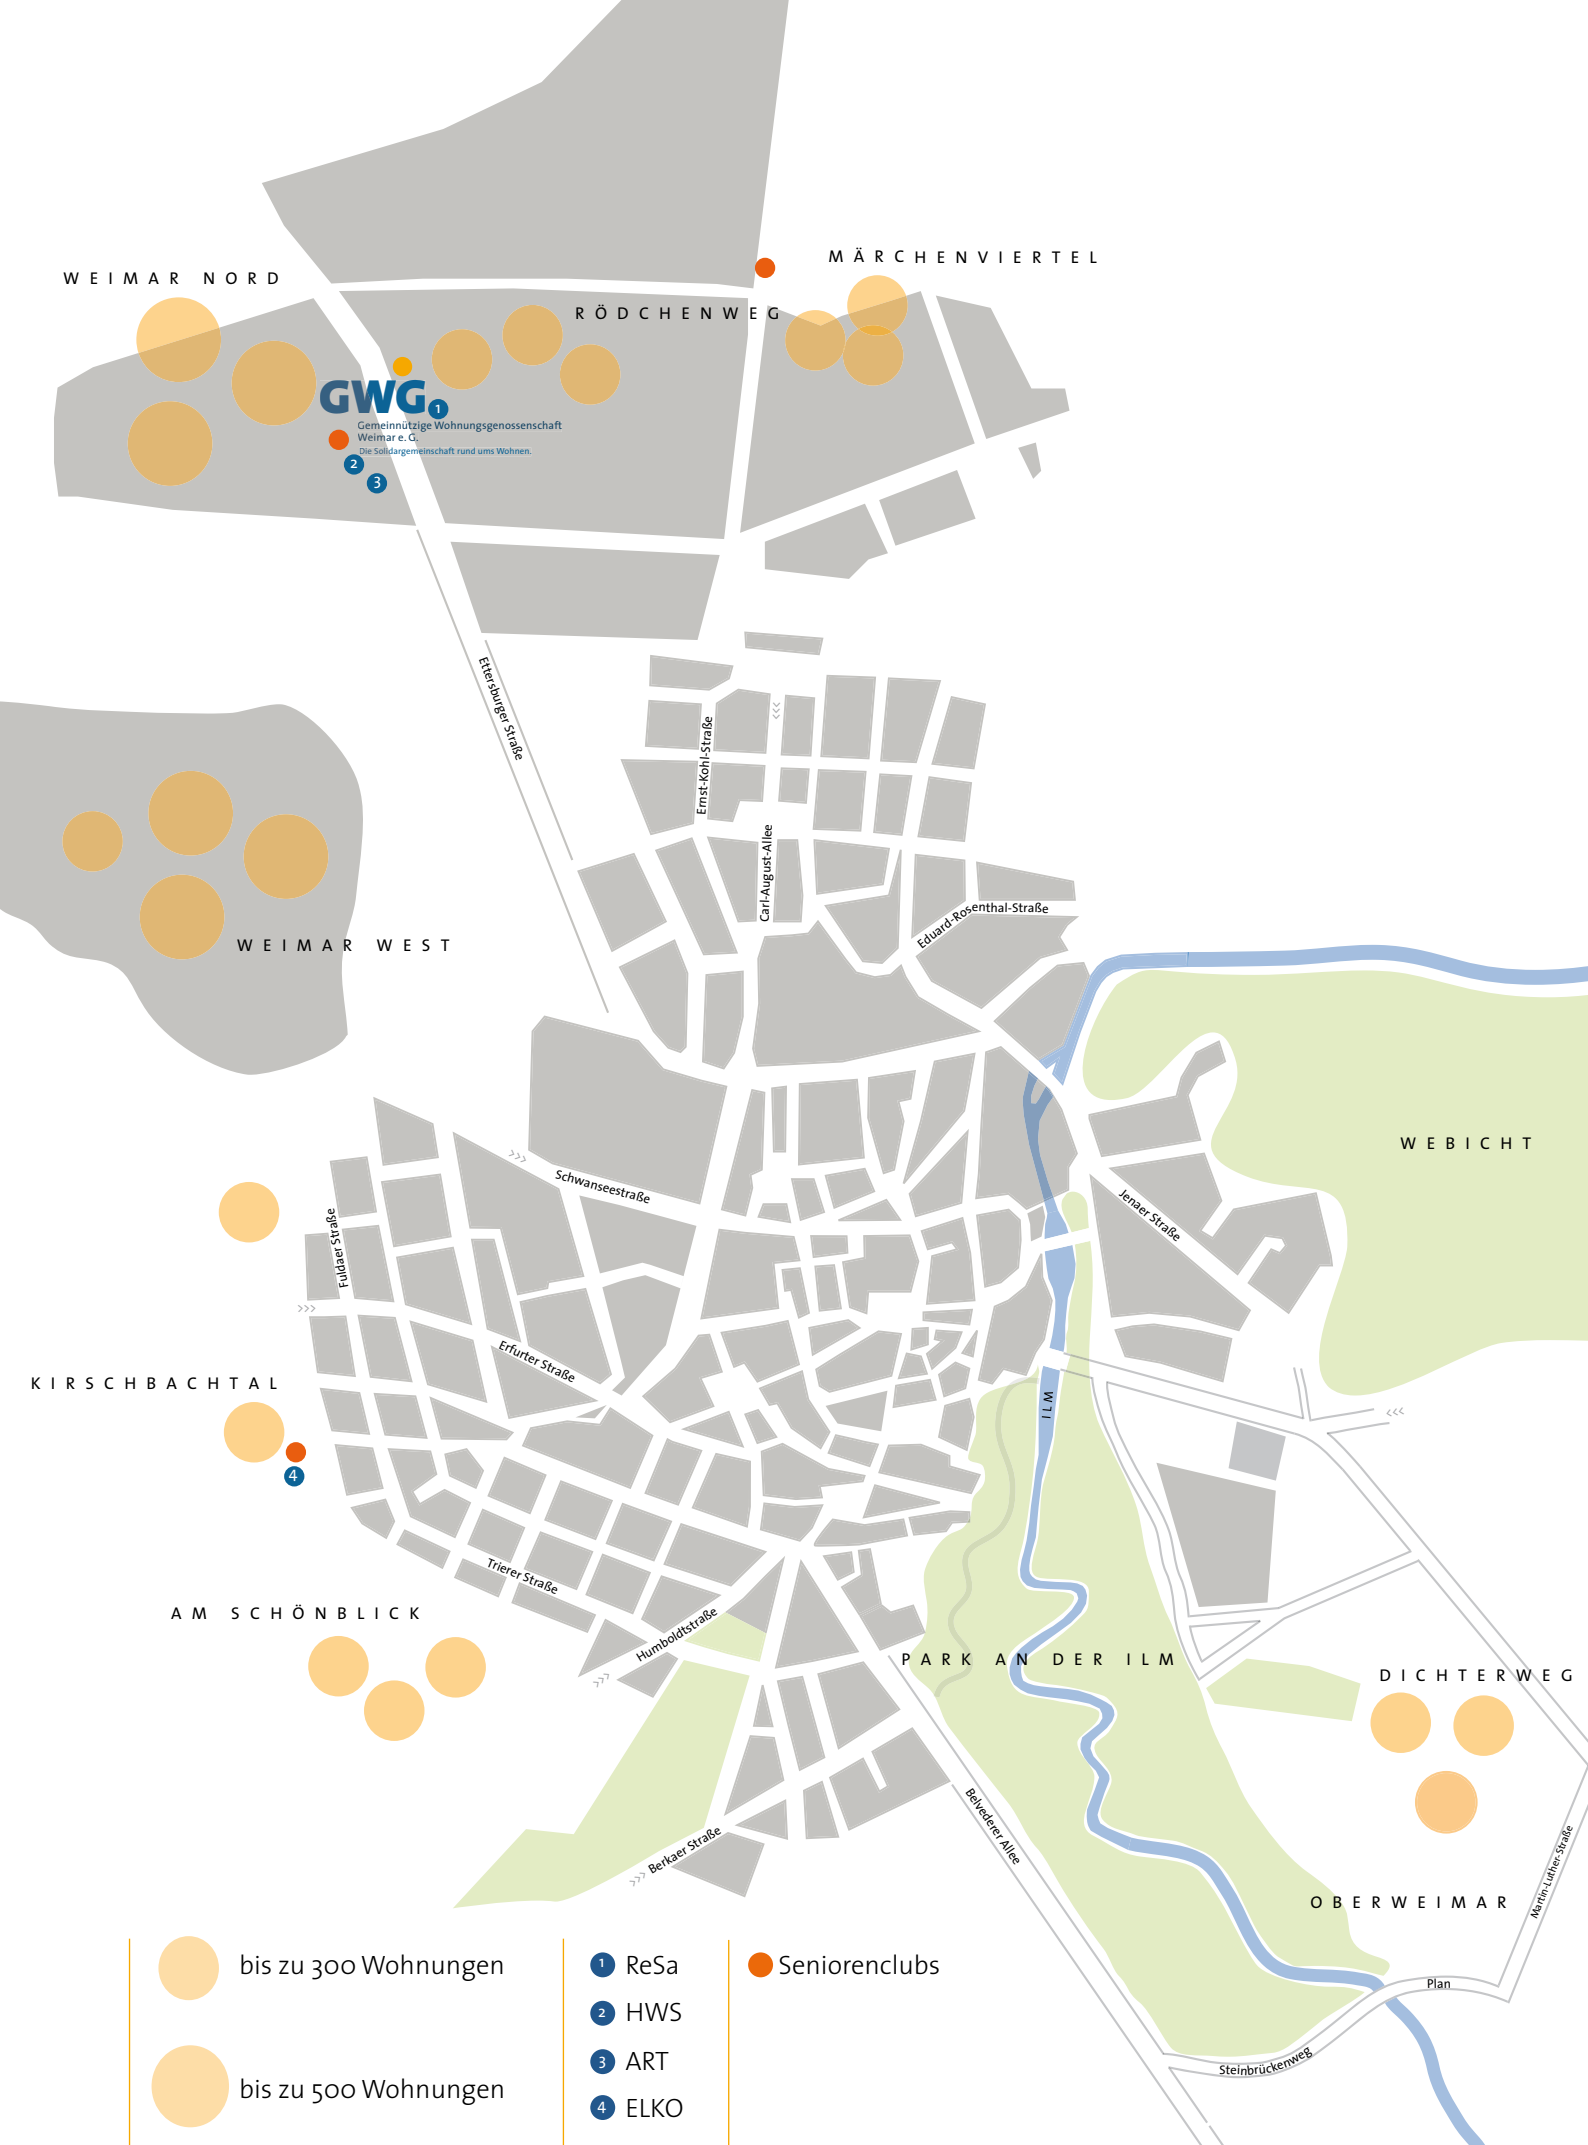 MÄRCHENVIERTEL
WEIMAR NORD
RÖDCHENWEG
GWG
1
Gemeinnützige Wohnungsgenossenschaft
Weimar e. G.
Die Solidargemeinschaft rund ums Wohnen.
2
3
Ettersburger Straße
Ernst-Kohl-Straße
Carl-August-Allee
Eduard-Rosenthal-Straße
WEIMAR WEST
WEBICHT
Schwanseestraße
Jenaer Straße
Fuldaer Straße
Erfurter Straße
KIRSCHBACHTAL
ILM
4
Trierer Straße
AM SCHÖNBLICK
Humboldtstraße
PARK AN DER ILM
DICHTERWEG
Belvederer Allee
Berkaer Straße
Martin-Luther-Straße
OBERWEIMAR
Plan
Steinbrückenweg
bis zu 300 Wohnungen
bis zu 500 Wohnungen
1 ReSa
2 HWS
3 ART
4 ELKO
Seniorenclubs